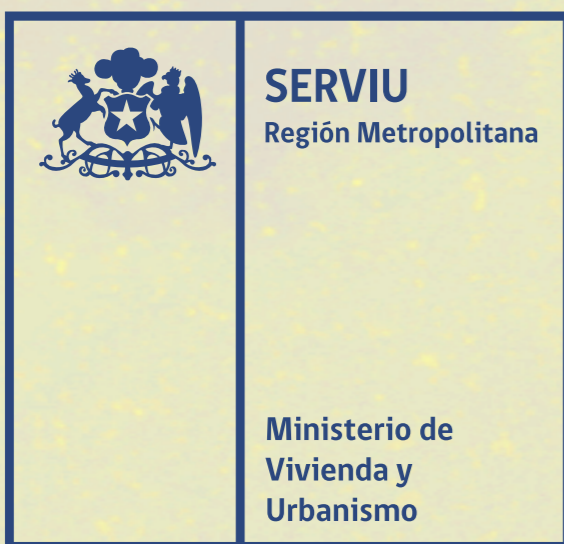 SERVIU
Región Metropolitana
Ministerio de
Vivienda y
Urbanismo